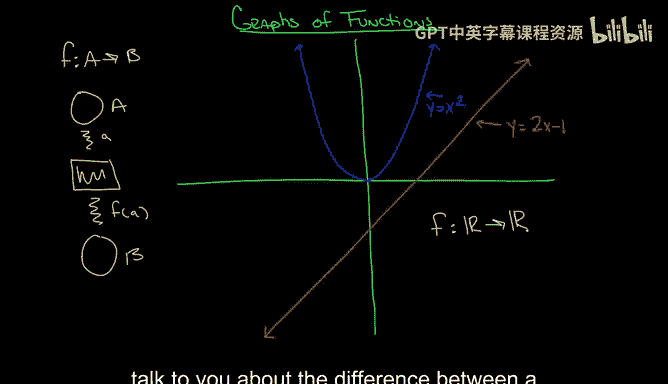 Graphs of Functions
GPT中英字幕课程资源 bilibili
f: A → B
A
a
f(a)
B
y=x²
y=2x-1
f: ℝ → ℝ
talk to you about the difference between a